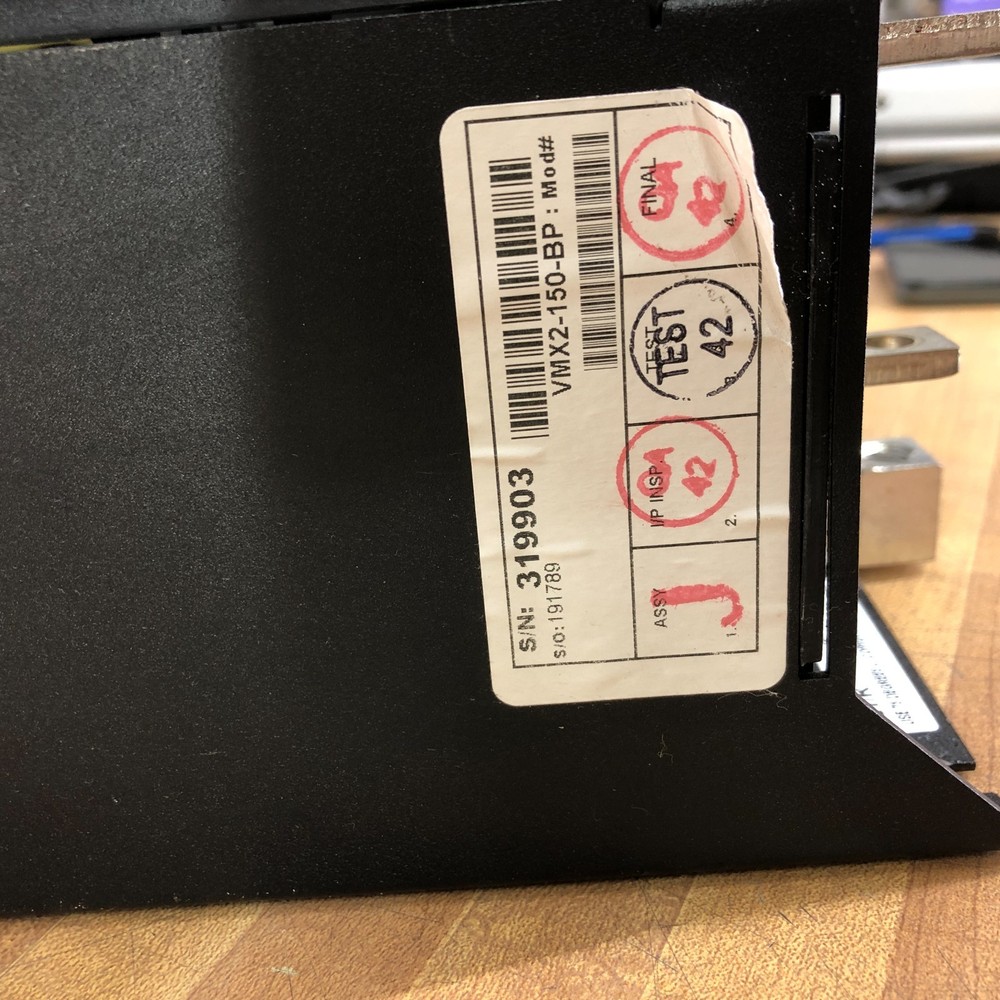 S/N: 319903
S/O: 191789
VMX2-150-BP : Mod#
ASSY
J
1.
I/P INSP.
QA
42
2.
TEST
TEST
42
3.
FINAL
QA
42
4.